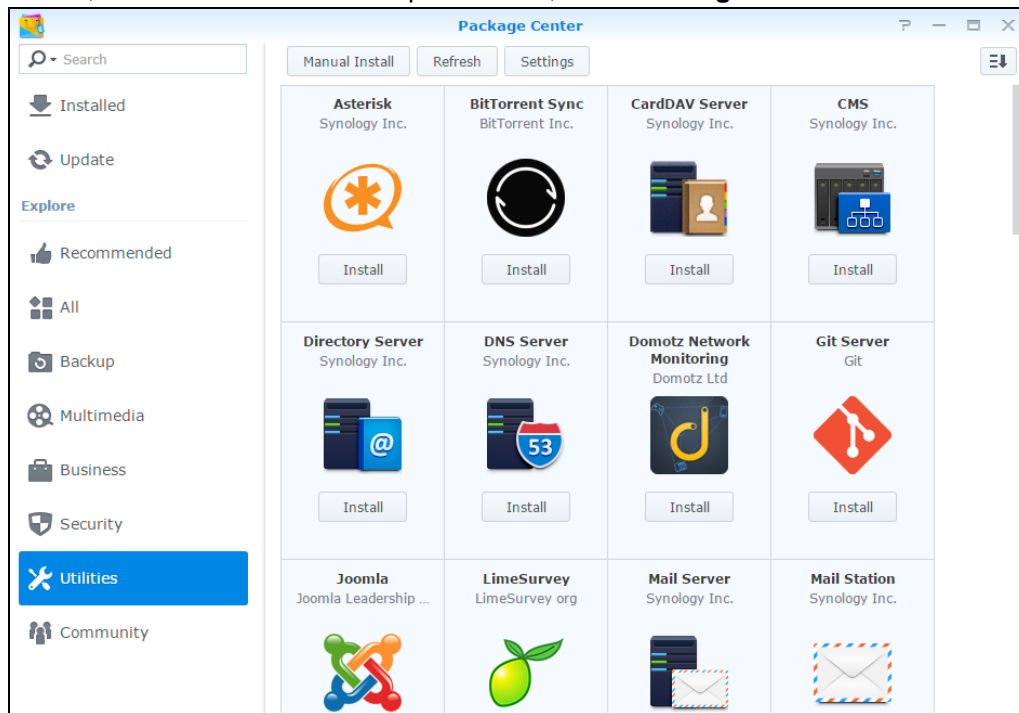 Package Center
Search
Manual Install Refresh Settings
Installed
Update
Explore
Recommended
All
Backup
Multimedia
Business
Security
Utilities
Community
Asterisk
Synology Inc.
Install
BitTorrent Sync
BitTorrent Inc.
Install
CardDAV Server
Synology Inc.
Install
CMS
Synology Inc.
Install
Directory Server
Synology Inc.
@
Install
DNS Server
Synology Inc.
53
Install
Domotz Network
Monitoring
Domotz Ltd
Install
Git Server
Git
Install
Joomla
Joomla Leadership ...
LimeSurvey
LimeSurvey org
Mail Server
Synology Inc.
Mail Station
Synology Inc.